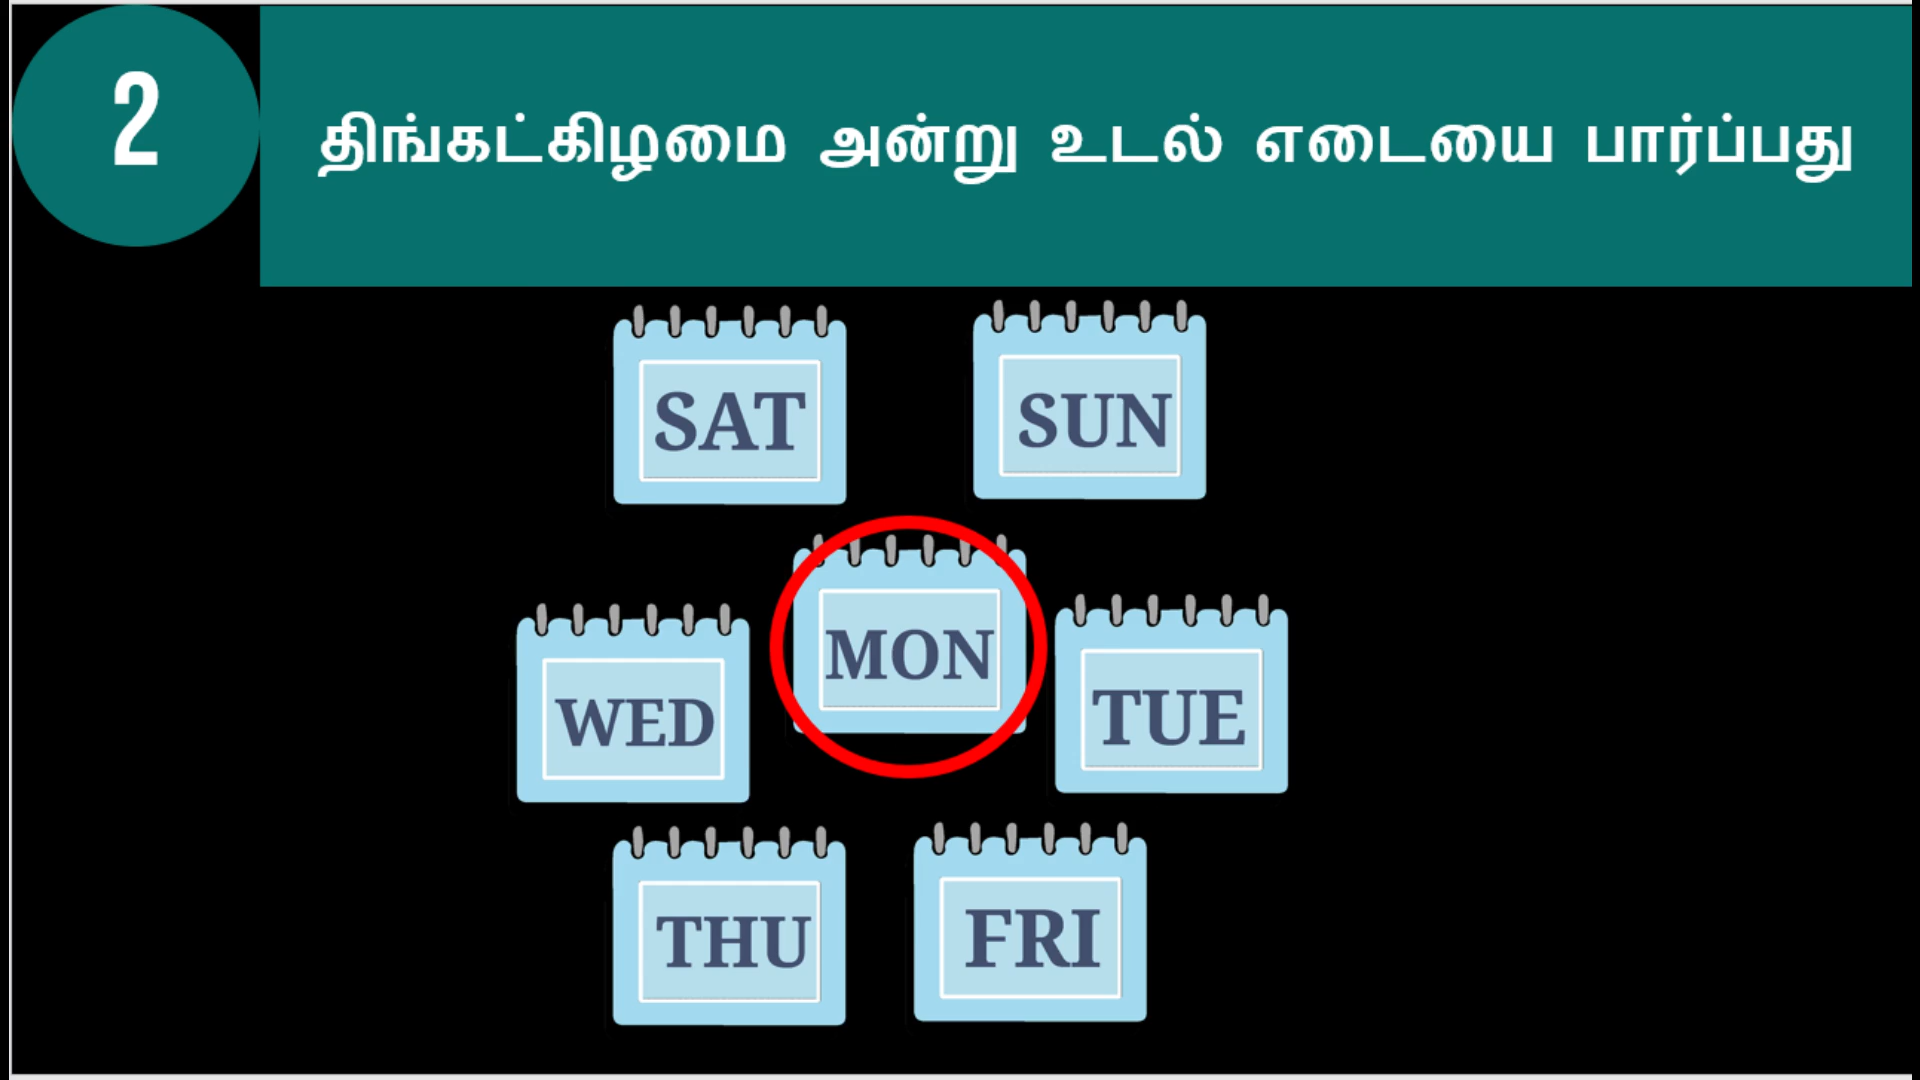 2
திங்கட்கிழமை அன்று உடல் எடையை பார்ப்பது
SAT
SUN
MON
WED
TUE
THU
FRI